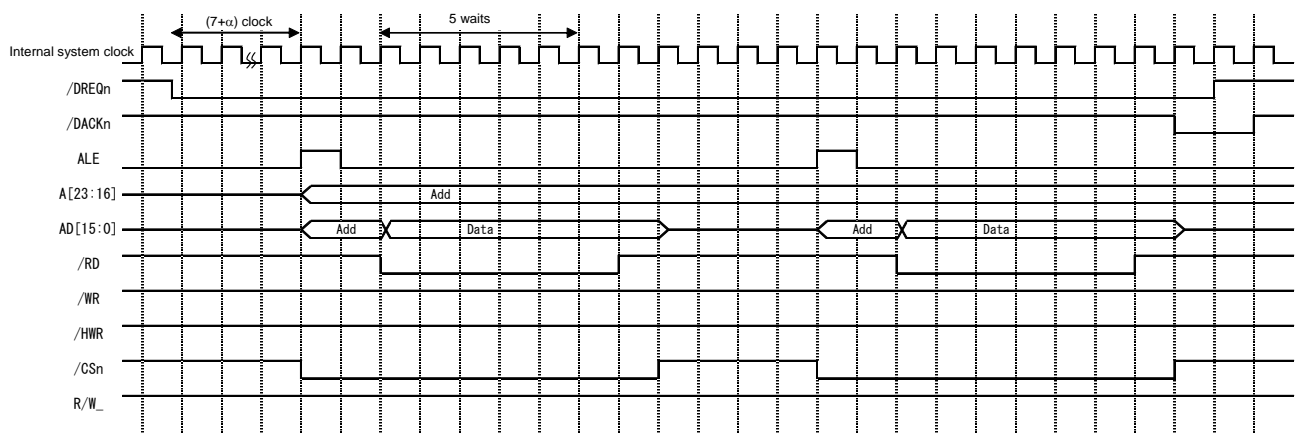 (7+α) clock
5 waits
Internal system clock
/DREQn
/DACKn
ALE
A[23:16]
Add
AD[15:0]
Add
Data
Add
Data
/RD
/WR
/HWR
/CSn
R/W_